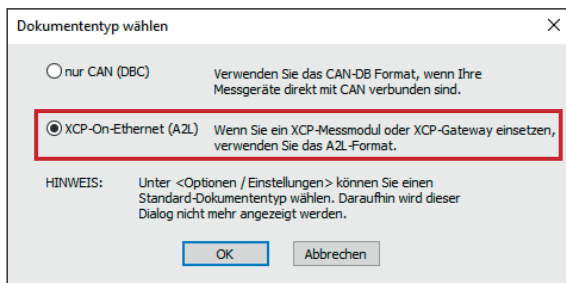 Dokumententyp wählen
nur CAN (DBC)
Verwenden Sie das CAN-DB Format, wenn Ihre
Messgeräte direkt mit CAN verbunden sind.
XCP-On-Ethernet (A2L)
Wenn Sie ein XCP-Messmodul oder XCP-Gateway einsetzen,
verwenden Sie das A2L-Format.
HINWEIS:
Unter <Optionen / Einstellungen> können Sie einen
Standard-Dokumententyp wählen. Daraufhin wird dieser
Dialog nicht mehr angezeigt werden.
OK
Abbrechen